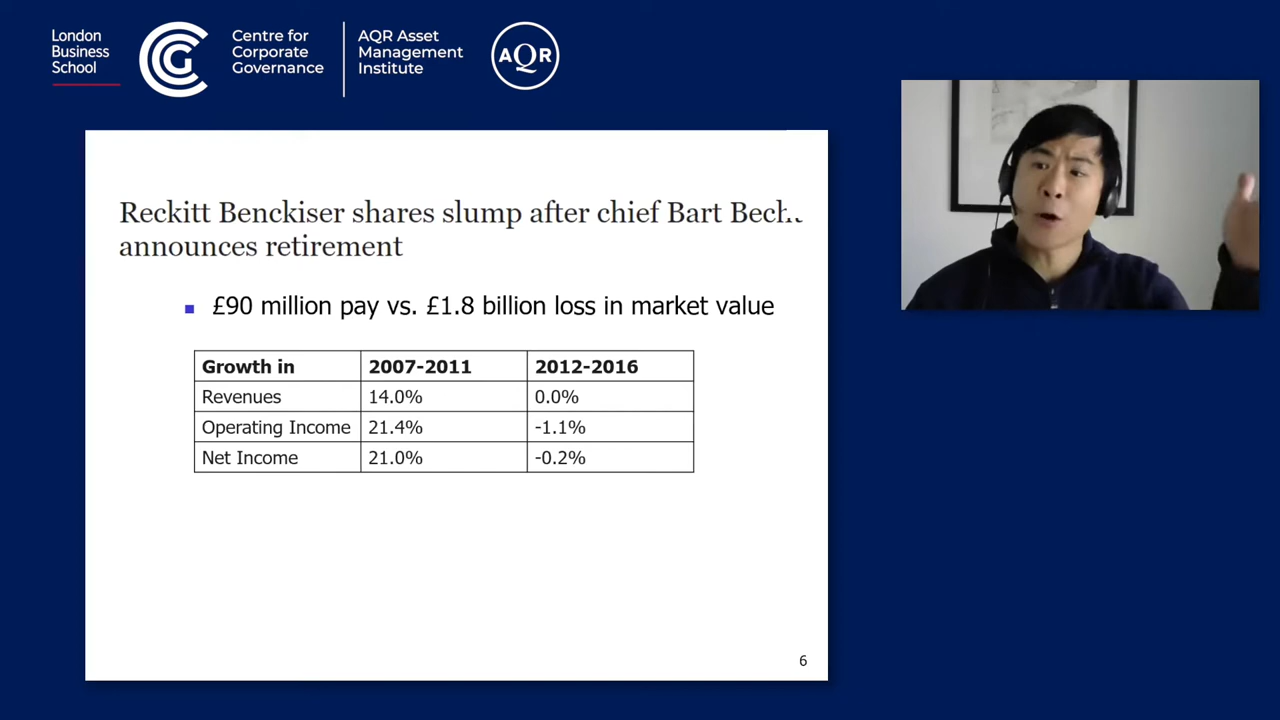 London
Business
School
Centre for
Corporate
Governance
AQR Asset
Management
Institute
AQR
Reckitt Benckiser shares slump after chief Bart
announces retirement
£90 million pay vs. £1.8 billion loss in market value
Growth in 2007-2011 2012-2016
Revenues 14.0% 0.0%
Operating Income 21.4% -1.1%
Net Income 21.0% -0.2%
6